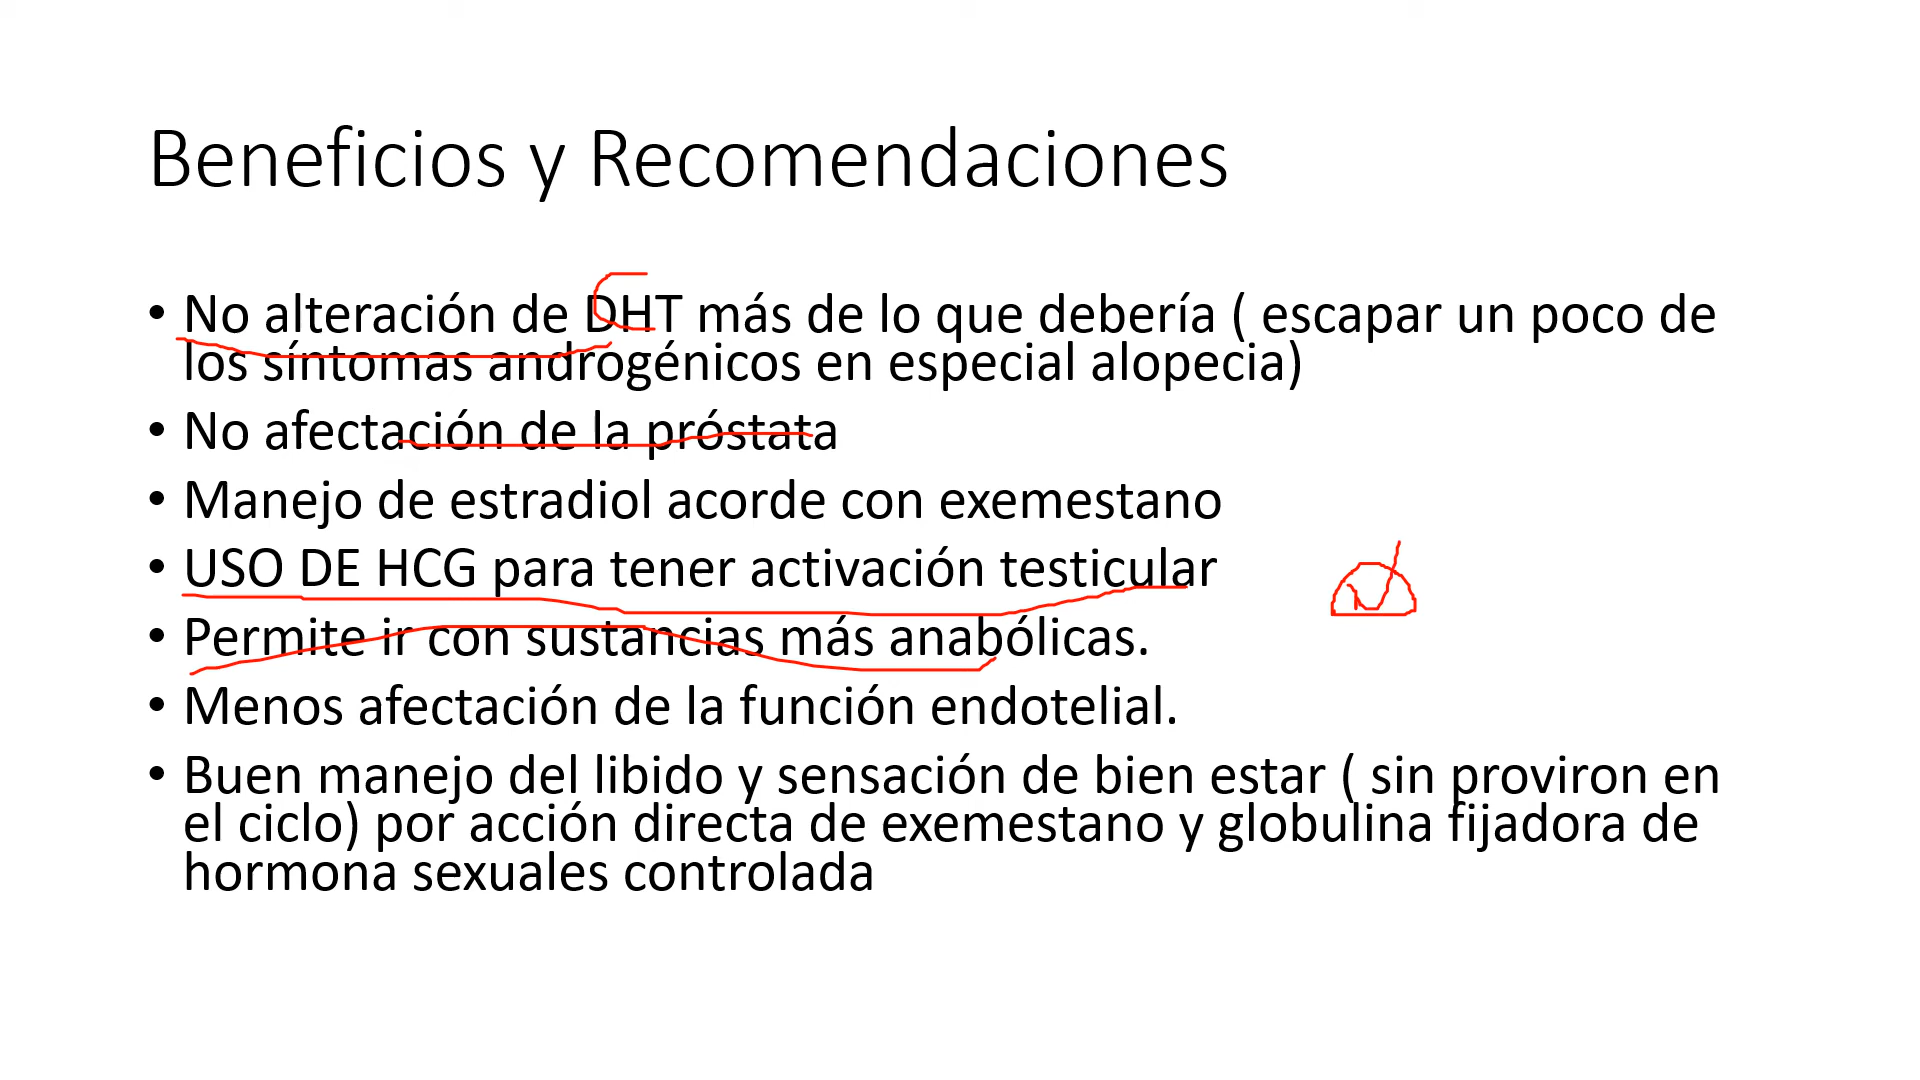 Beneficios y Recomendaciones
• No alteración de DHT más de lo que debería ( escapar un poco de
los síntomas androgénicos en especial alopecia)
• No afectación de la próstata
• Manejo de estradiol acorde con exemestano
• USO DE HCG para tener activación testicular
• Permite ir con sustancias más anabólicas.
• Menos afectación de la función endotelial.
• Buen manejo del libido y sensación de bien estar ( sin proviron en
el ciclo) por acción directa de exemestano y globulina fijadora de
hormona sexuales controlada